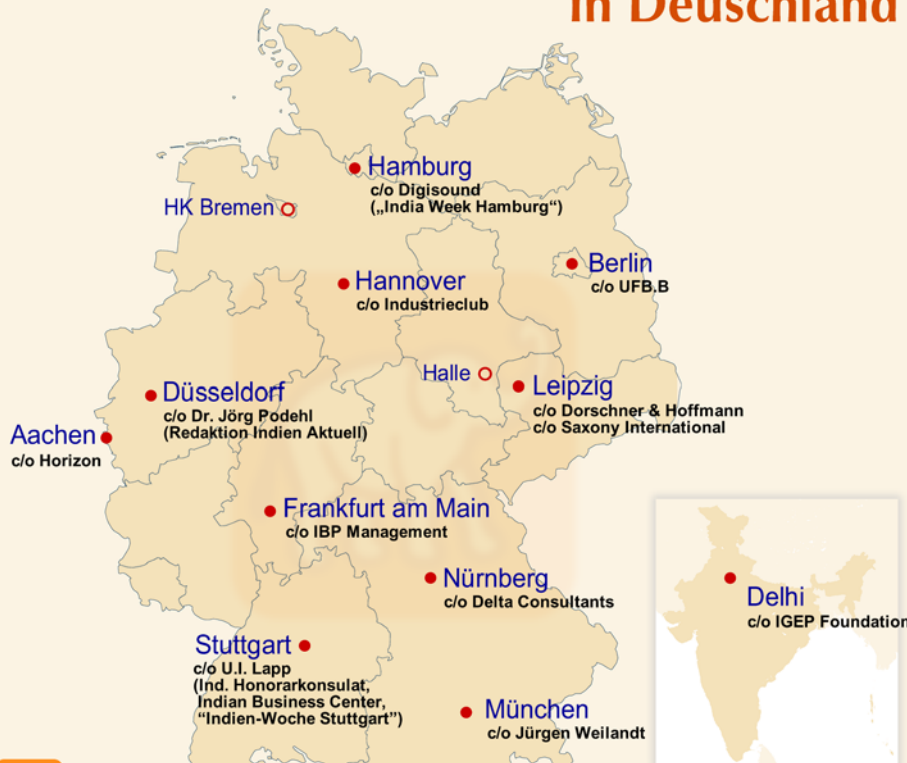 in Deuschland
Hamburg
c/o Digisound
(„India Week Hamburg“)
HK Bremen
Berlin
c/o UFB.B
Hannover
c/o Industrieclub
Halle
Leipzig
c/o Dorschner & Hoffmann
c/o Saxony International
Düsseldorf
c/o Dr. Jörg Podehl
(Redaktion Indien Aktuell)
Aachen
c/o Horizon
Frankfurt am Main
c/o IBP Management
Nürnberg
c/o Delta Consultants
Delhi
c/o IGEP Foundation
Stuttgart
c/o U.I. Lapp
(Ind. Honorarkonsulat,
Indian Business Center,
“Indien-Woche Stuttgart”)
München
c/o Jürgen Weilandt